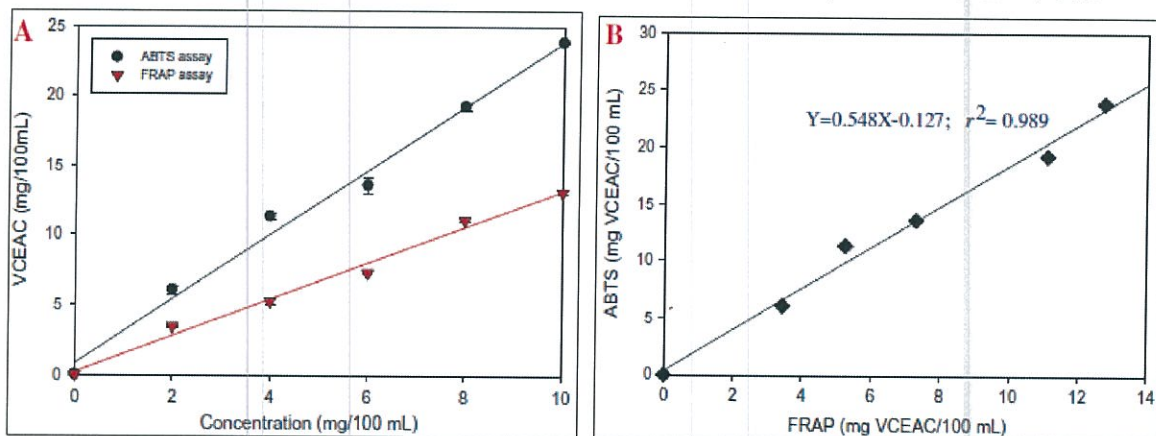 A
ABTS assay
FRAP assay
VCEAC (mg/100mL)
25
20
15
10
5
0
0 2 4 6 8 10
Concentration (mg/100 mL)
B
Y=0.548X-0.127; r²= 0.989
ABTS (mg VCEAC/100 mL)
30
25
20
15
10
5
0
0 2 4 6 8 10 12 14
FRAP (mg VCEAC/100 mL)